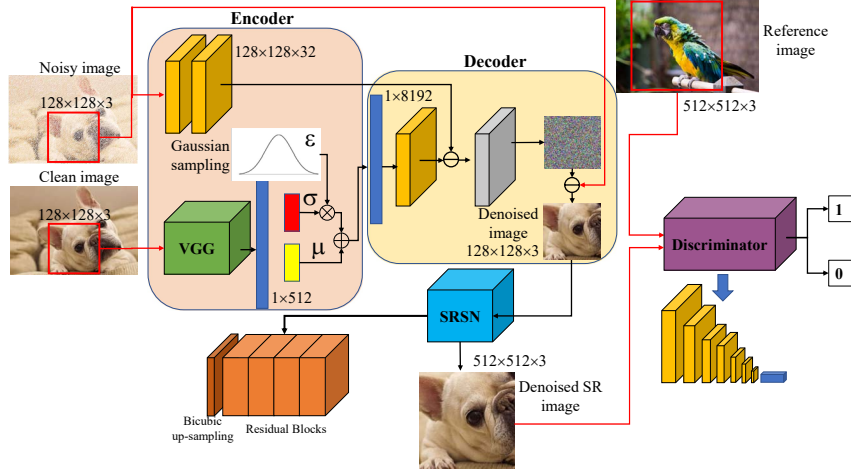 Encoder
Noisy image
128×128×3
128×128×32
Gaussian
sampling
ε
Clean image
128×128×3
VGG
σ
μ
1×512
Decoder
1×8192
Denoised
image
128×128×3
Reference
image
512×512×3
Discriminator
1
0
SRSN
512×512×3
Denoised SR
image
Bicubic
up-sampling
Residual Blocks